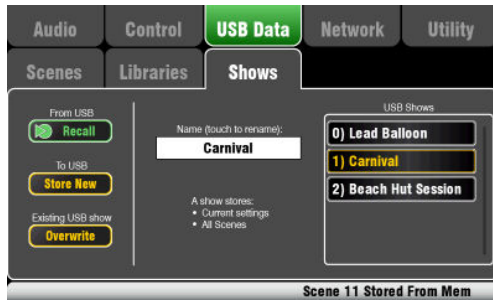 Audio
Control
USB Data
Network
Utility
Scenes
Libraries
Shows
From USB
Recall
To USB
Store New
Existing USB show
Overwrite
Name (touch to rename):
Carnival
A show stores:
• Current settings
• All Scenes
USB Shows
0) Lead Balloon
1) Carnival
2) Beach Hut Session
Scene 11 Stored From Mem